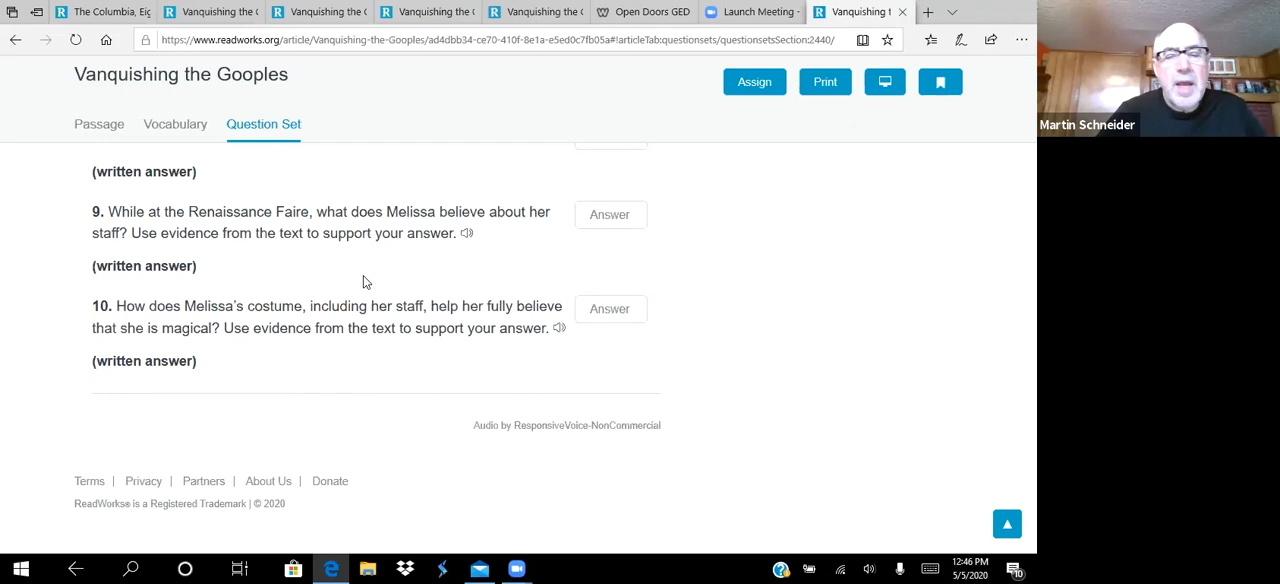 The Columbia, Eig
Vanquishing the G
Vanquishing the G
Vanquishing the G
Vanquishing the G
Open Doors GED
Launch Meeting -
Vanquishing t
https://www.readworks.org/article/Vanquishing-the-Gooples/ad4dbb34-ce70-410f-8e1a-e5ed0c7fb05a#!articleTab:questionsets/questionsetsSection:2440/
Vanquishing the Gooples
Assign
Print
Passage
Vocabulary
Question Set
(written answer)
9. While at the Renaissance Faire, what does Melissa believe about her
staff? Use evidence from the text to support your answer.
Answer
(written answer)
10. How does Melissa's costume, including her staff, help her fully believe
that she is magical? Use evidence from the text to support your answer.
Answer
(written answer)
Audio by ResponsiveVoice-NonCommercial
Terms | Privacy | Partners | About Us | Donate
ReadWorks® is a Registered Trademark | © 2020
Martin Schneider
12:46 PM
5/5/2020
10